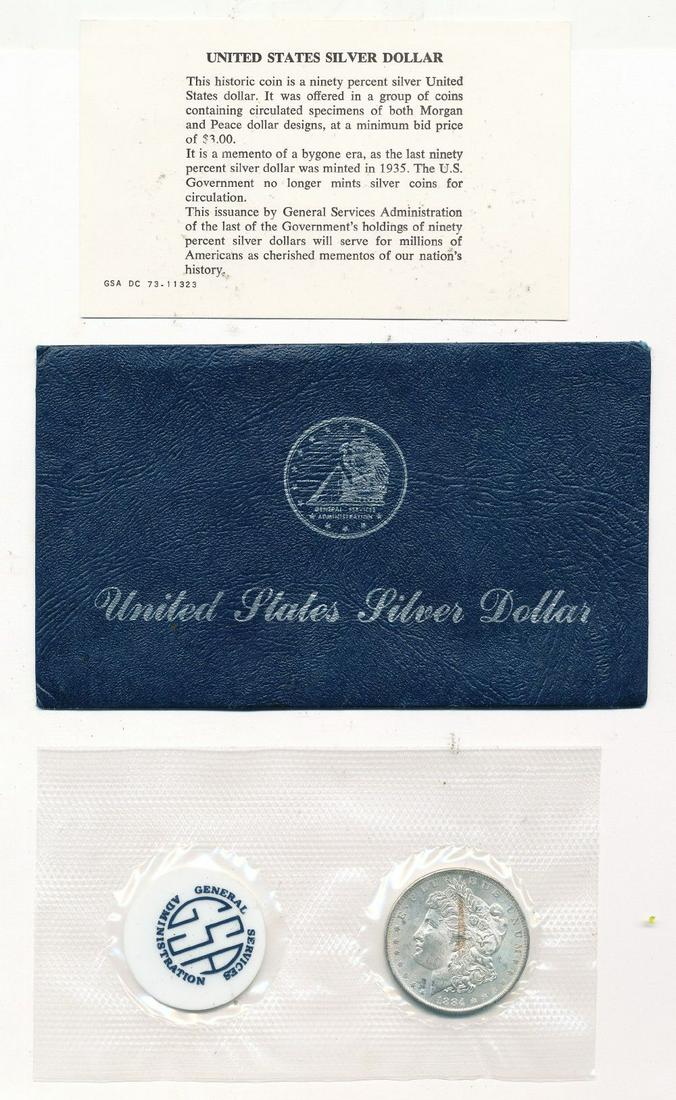 UNITED STATES SILVER DOLLAR
This historic coin is a ninety percent silver United
States dollar. It was offered in a group of coins
containing circulated specimens of both Morgan
and Peace dollar designs, at a minimum bid price
of $3.00.
It is a memento of a bygone era, as the last ninety
percent silver dollar was minted in 1935. The U.S.
Government no longer mints silver coins for
circulation.
This issuance by General Services Administration
of the last of the Government's holdings of ninety
percent silver dollars will serve for millions of
Americans as cherished mementos of our nation's
history.
GSA DC 73-11323
GENERAL SERVICES
ADMINISTRATION
United States Silver Dollar
GENERAL SERVICES
ADMINISTRATION
GSA
E PLURIBUS UNUM
1884